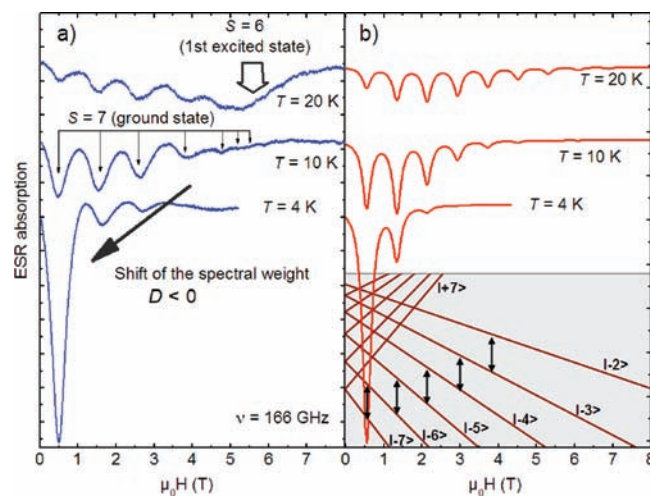 a)
S = 6
(1st excited state)
T = 20 K
S = 7 (ground state)
T = 10 K
T = 4 K
Shift of the spectral weight
D < 0
ν = 166 GHz
ESR absorption
0 1 2 3 4 5 6 7
μ₀H (T)
b)
T = 20 K
T = 10 K
T = 4 K
I+7>
I-2>
I-3>
I-4>
I-5>
I-6>
I-7>
0 1 2 3 4 5 6 7 8
μ₀H (T)